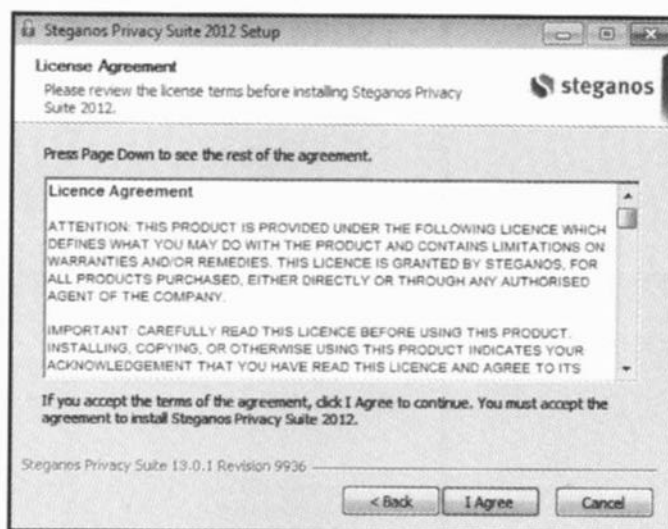 Steganos Privacy Suite 2012 Setup
License Agreement
Please review the license terms before installing Steganos Privacy
Suite 2012.
steganos
Press Page Down to see the rest of the agreement.
Licence Agreement
ATTENTION: THIS PRODUCT IS PROVIDED UNDER THE FOLLOWING LICENCE WHICH
DEFINES WHAT YOU MAY DO WITH THE PRODUCT AND CONTAINS LIMITATIONS ON
WARRANTIES AND/OR REMEDIES. THIS LICENCE IS GRANTED BY STEGANOS, FOR
ALL PRODUCTS PURCHASED, EITHER DIRECTLY OR THROUGH ANY AUTHORISED
AGENT OF THE COMPANY.
IMPORTANT: CAREFULLY READ THIS LICENCE BEFORE USING THIS PRODUCT.
INSTALLING, COPYING, OR OTHERWISE USING THIS PRODUCT INDICATES YOUR
ACKNOWLEDGEMENT THAT YOU HAVE READ THIS LICENCE AND AGREE TO ITS
If you accept the terms of the agreement, click I Agree to continue. You must accept the
agreement to install Steganos Privacy Suite 2012.
Steganos Privacy Suite 13.0.1 Revision 9936
< Back
I Agree
Cancel